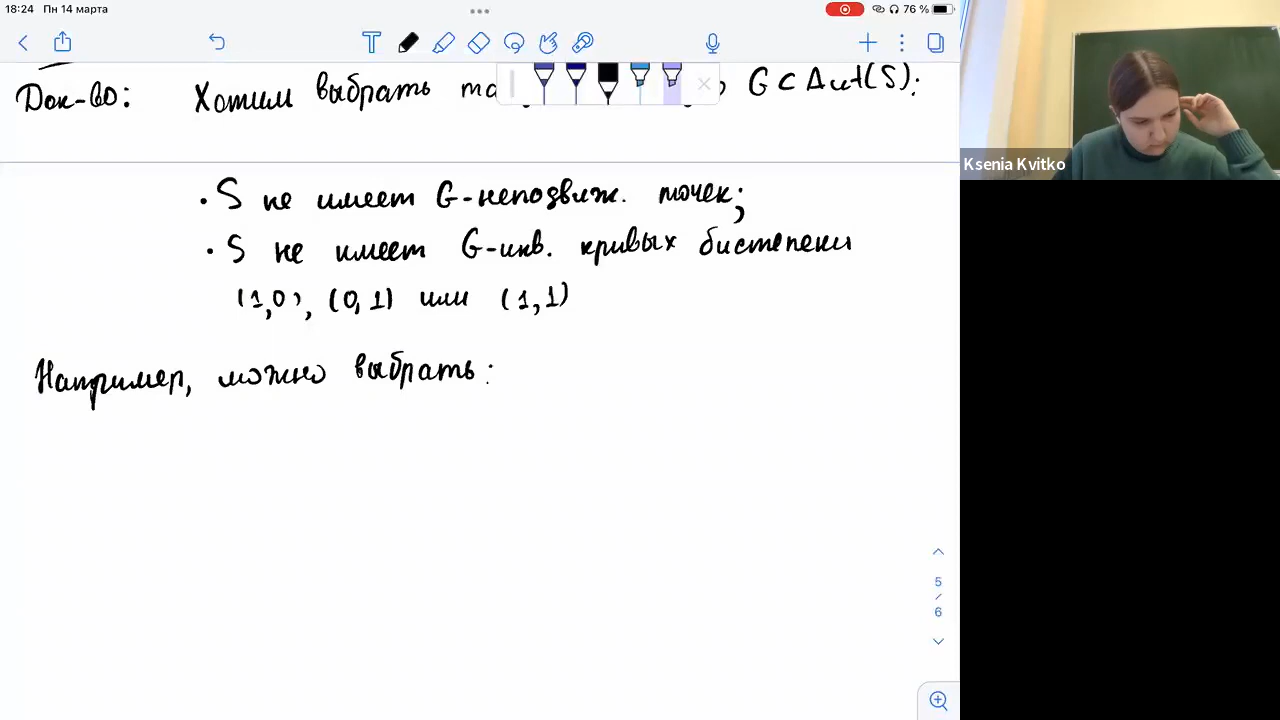 18:24 Пн 14 марта
76 %
Док-во: Хотим выбрать G ⊂ Aut(S):
• S не имеет G-неподвиж. точек;
• S не имеет G-инв. кривых бистепени
(1,0), (0,1) или (1,1)
Например, можно выбрать:
5
/
6
Ksenia Kvitko